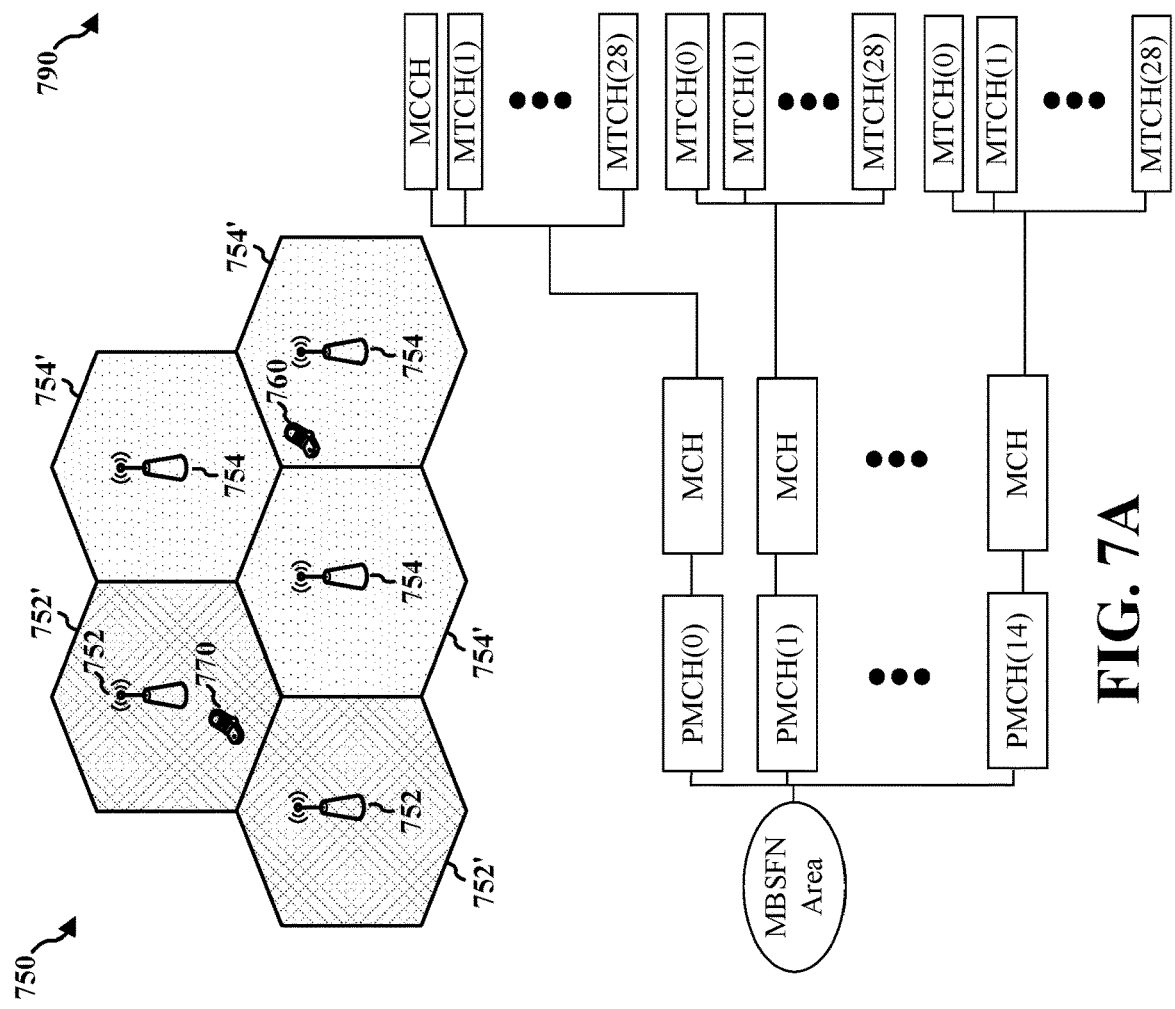 750
790
752'
754'
754'
752
770
754
760
754
754
752
752'
754'
MCCH
MTCH(1)
MTCH(28)
MTCH(0)
MTCH(1)
MTCH(28)
MTCH(0)
MTCH(1)
MTCH(28)
MBSFN
Area
PMCH(0)
MCH
PMCH(1)
MCH
PMCH(14)
MCH
FIG. 7A